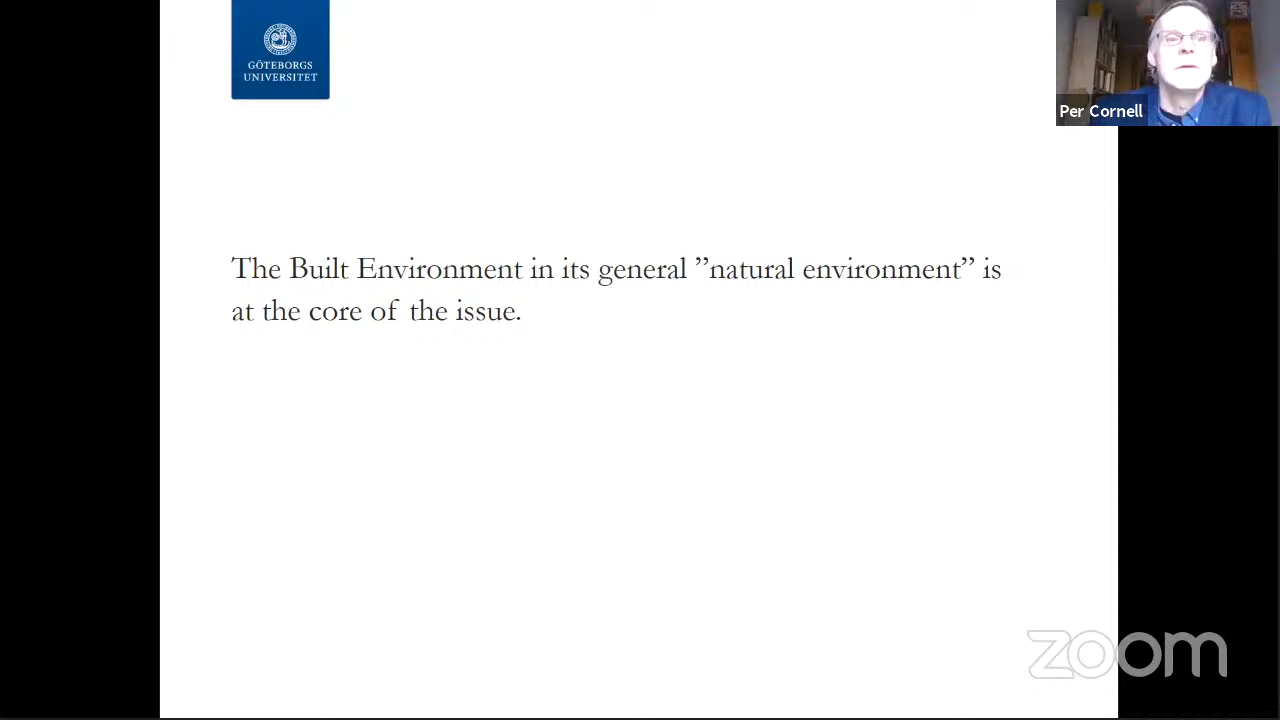 GÖTEBORGS
UNIVERSITET
Per Cornell
The Built Environment in its general ”natural environment” is
at the core of the issue.
zoom